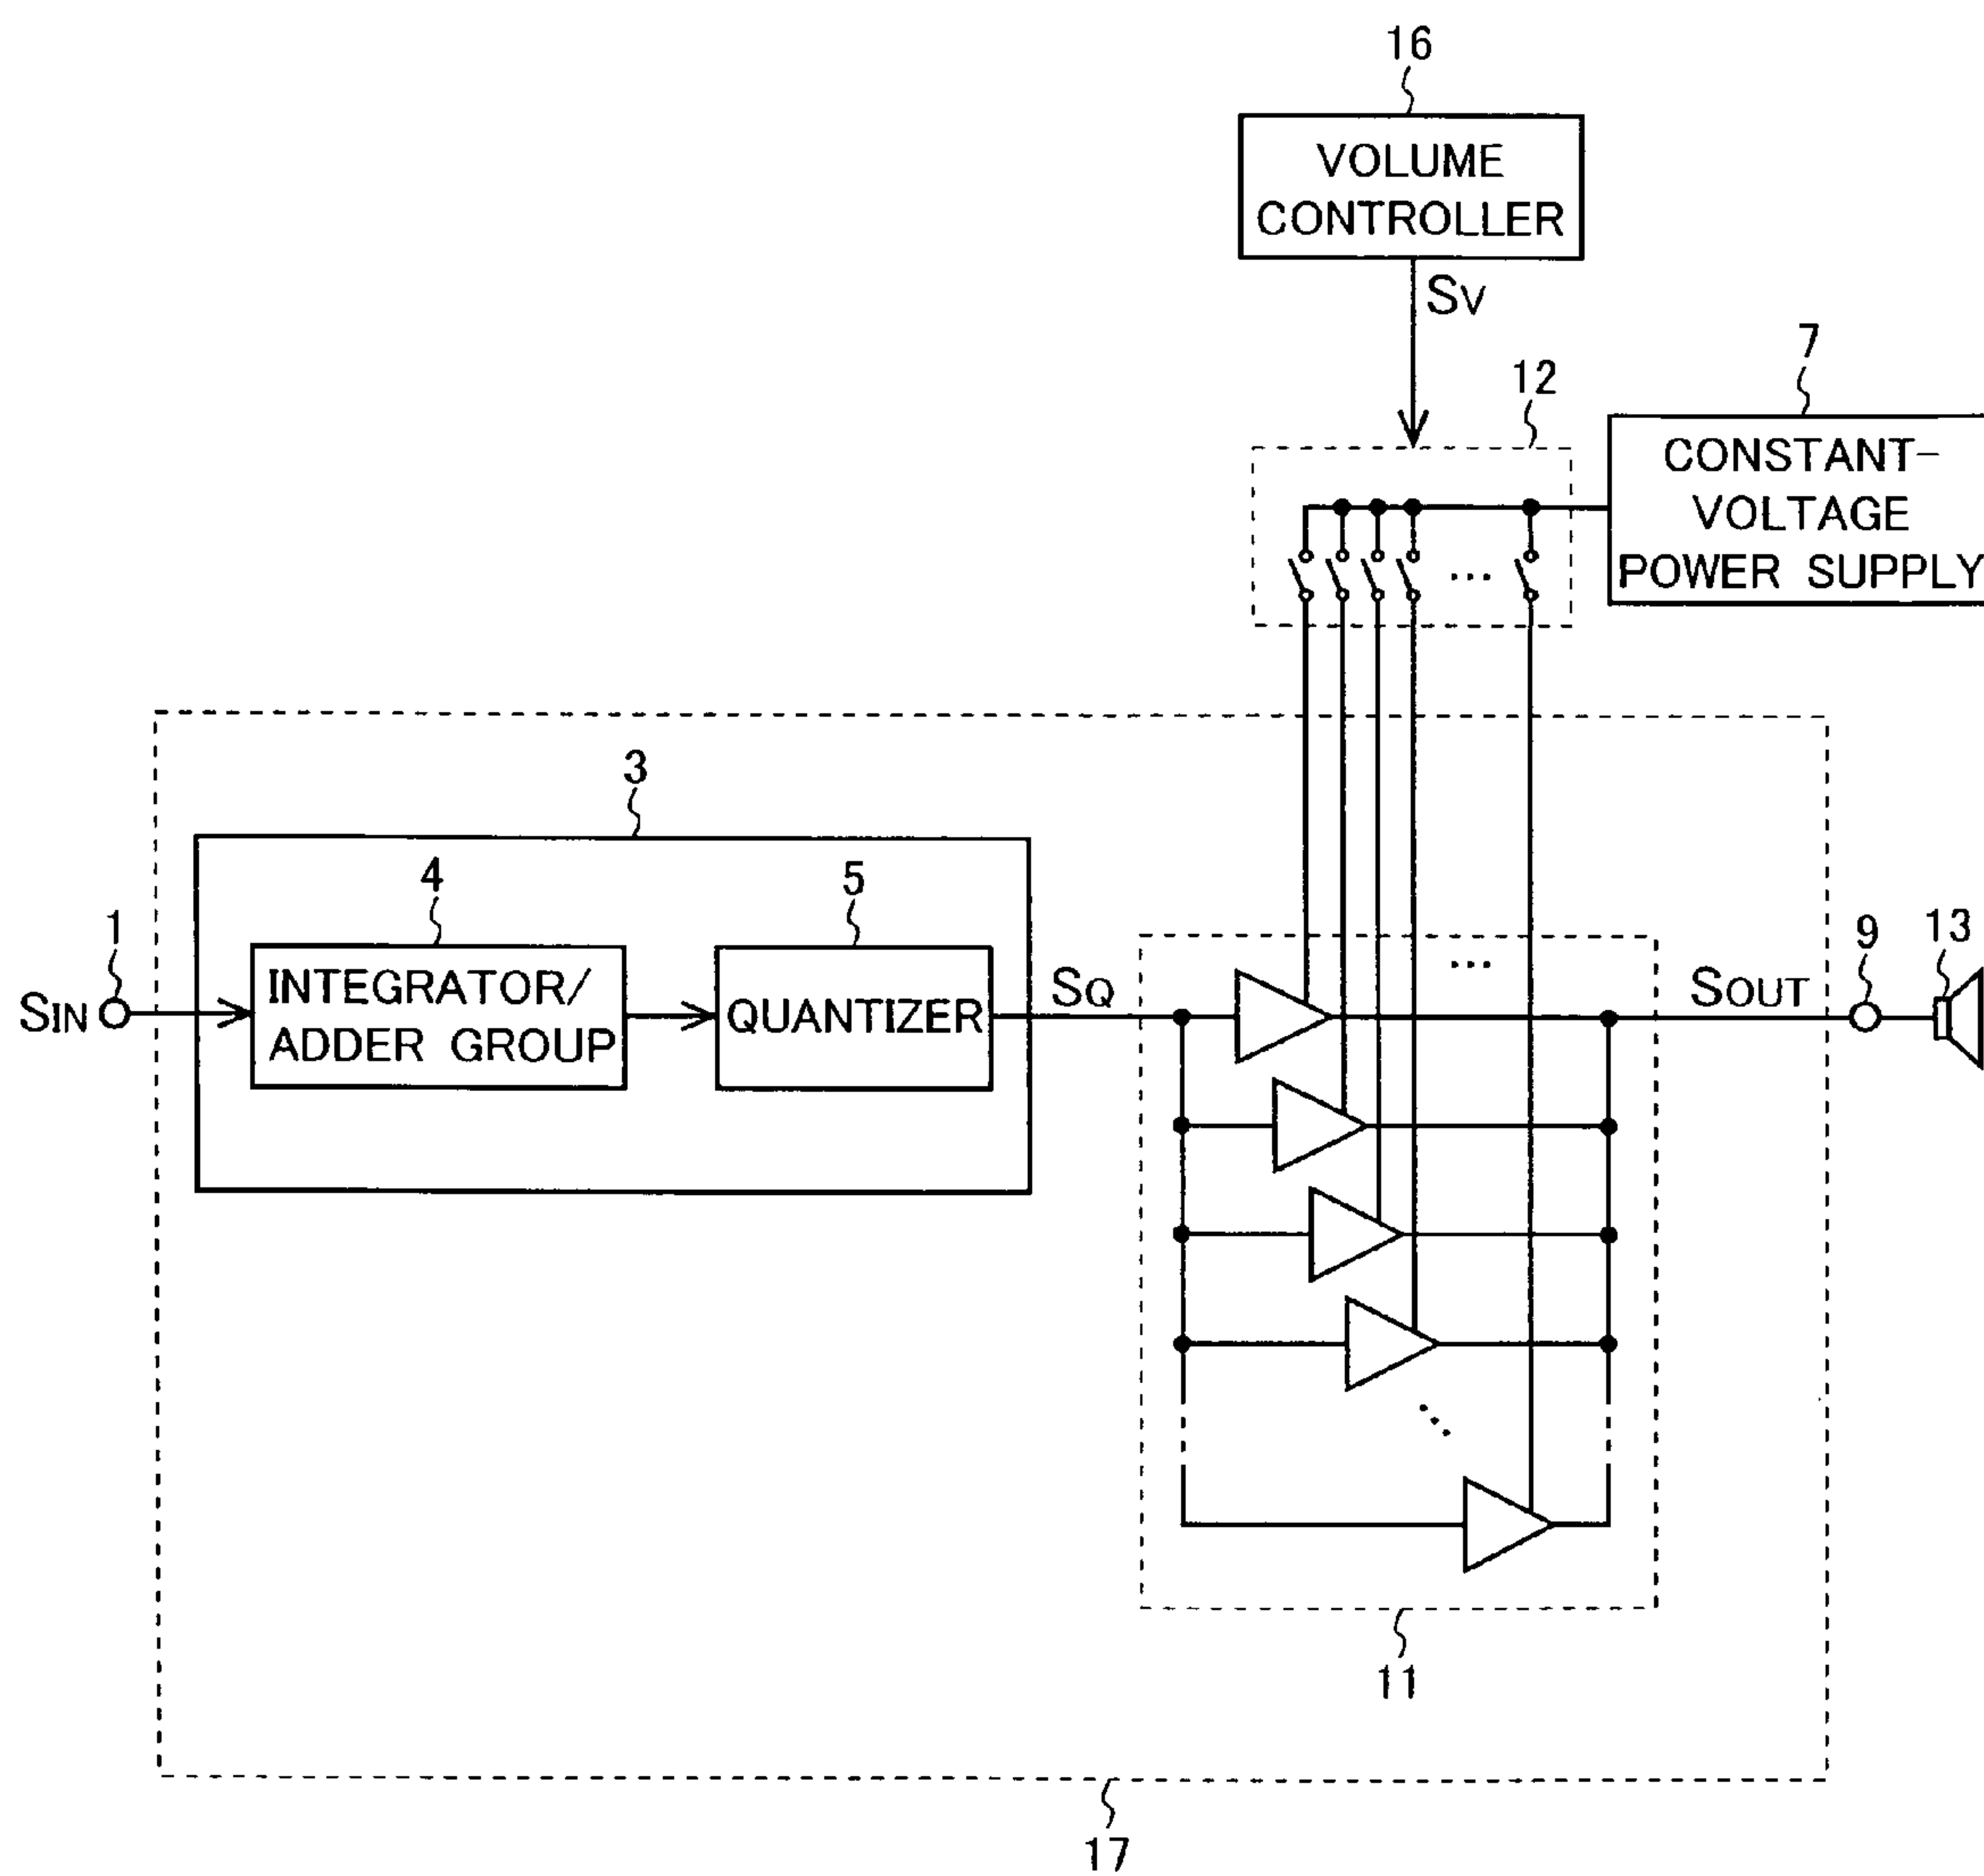 16
VOLUME
CONTROLLER
SV
7
12
CONSTANT-
VOLTAGE
POWER SUPPLY
...
3
4
5
1
9
13
...
SIN
INTEGRATOR/
ADDER GROUP
QUANTIZER
SQ
SOUT
11
17